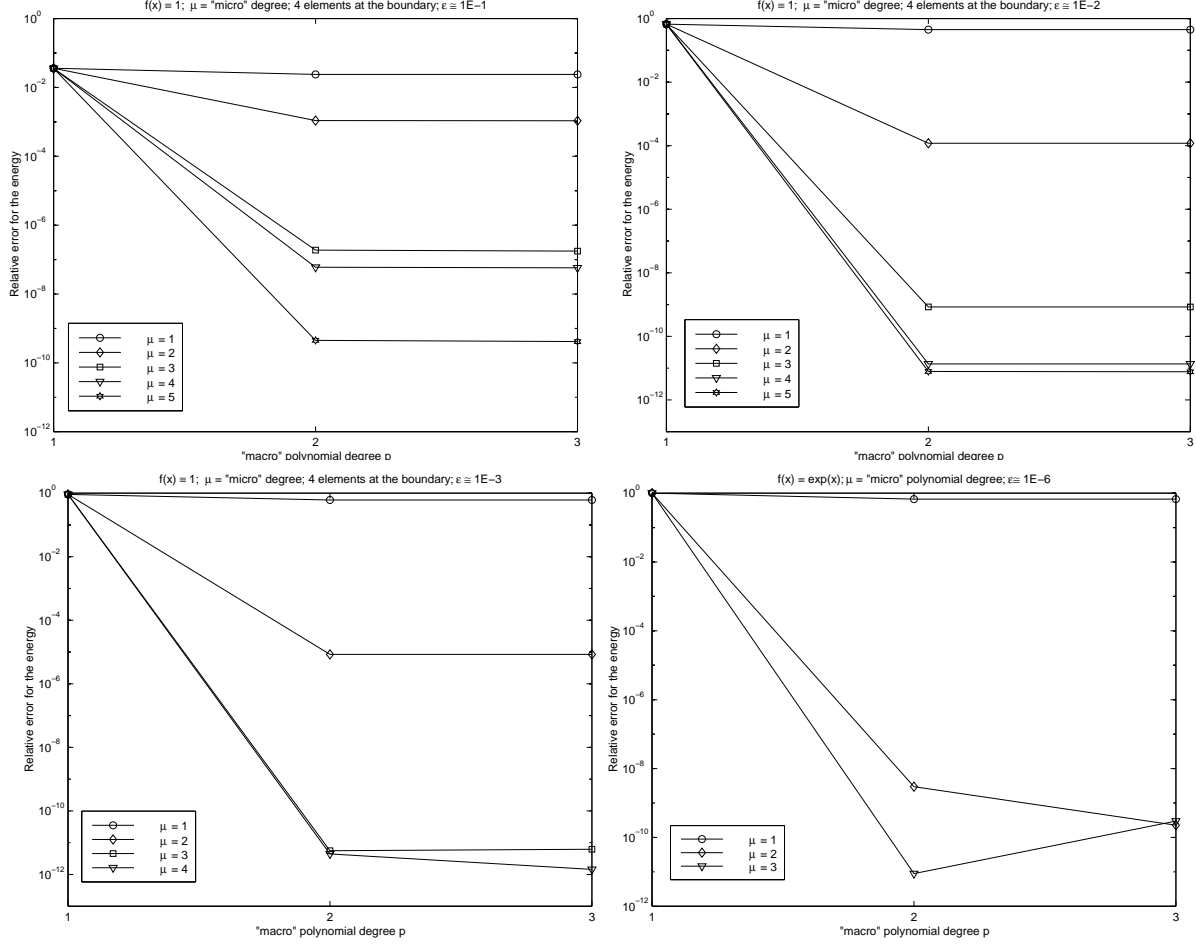 f(x) = 1; μ = "micro" degree; 4 elements at the boundary; ε ≅ 1E−1
10^0
10^−2
10^−4
10^−6
10^−8
10^−10
10^−12
Relative error for the energy
μ = 1
μ = 2
μ = 3
μ = 4
μ = 5
1 2 3
"macro" polynomial degree p
f(x) = 1; μ = "micro" degree; 4 elements at the boundary; ε ≅ 1E−2
10^0
10^−2
10^−4
10^−6
10^−8
10^−10
10^−12
Relative error for the energy
μ = 1
μ = 2
μ = 3
μ = 4
μ = 5
1 2 3
"macro" polynomial degree p
f(x) = 1; μ = "micro" degree; 4 elements at the boundary; ε ≅ 1E−3
10^0
10^−2
10^−4
10^−6
10^−8
10^−10
10^−12
Relative error for the energy
μ = 1
μ = 2
μ = 3
μ = 4
1 2 3
"macro" polynomial degree p
f(x) = exp(x); μ = "micro" polynomial degree; ε ≅ 1E−6
10^0
10^−2
10^−4
10^−6
10^−8
10^−10
10^−12
Relative error for the energy
μ = 1
μ = 2
μ = 3
1 2 3
"macro" polynomial degree p